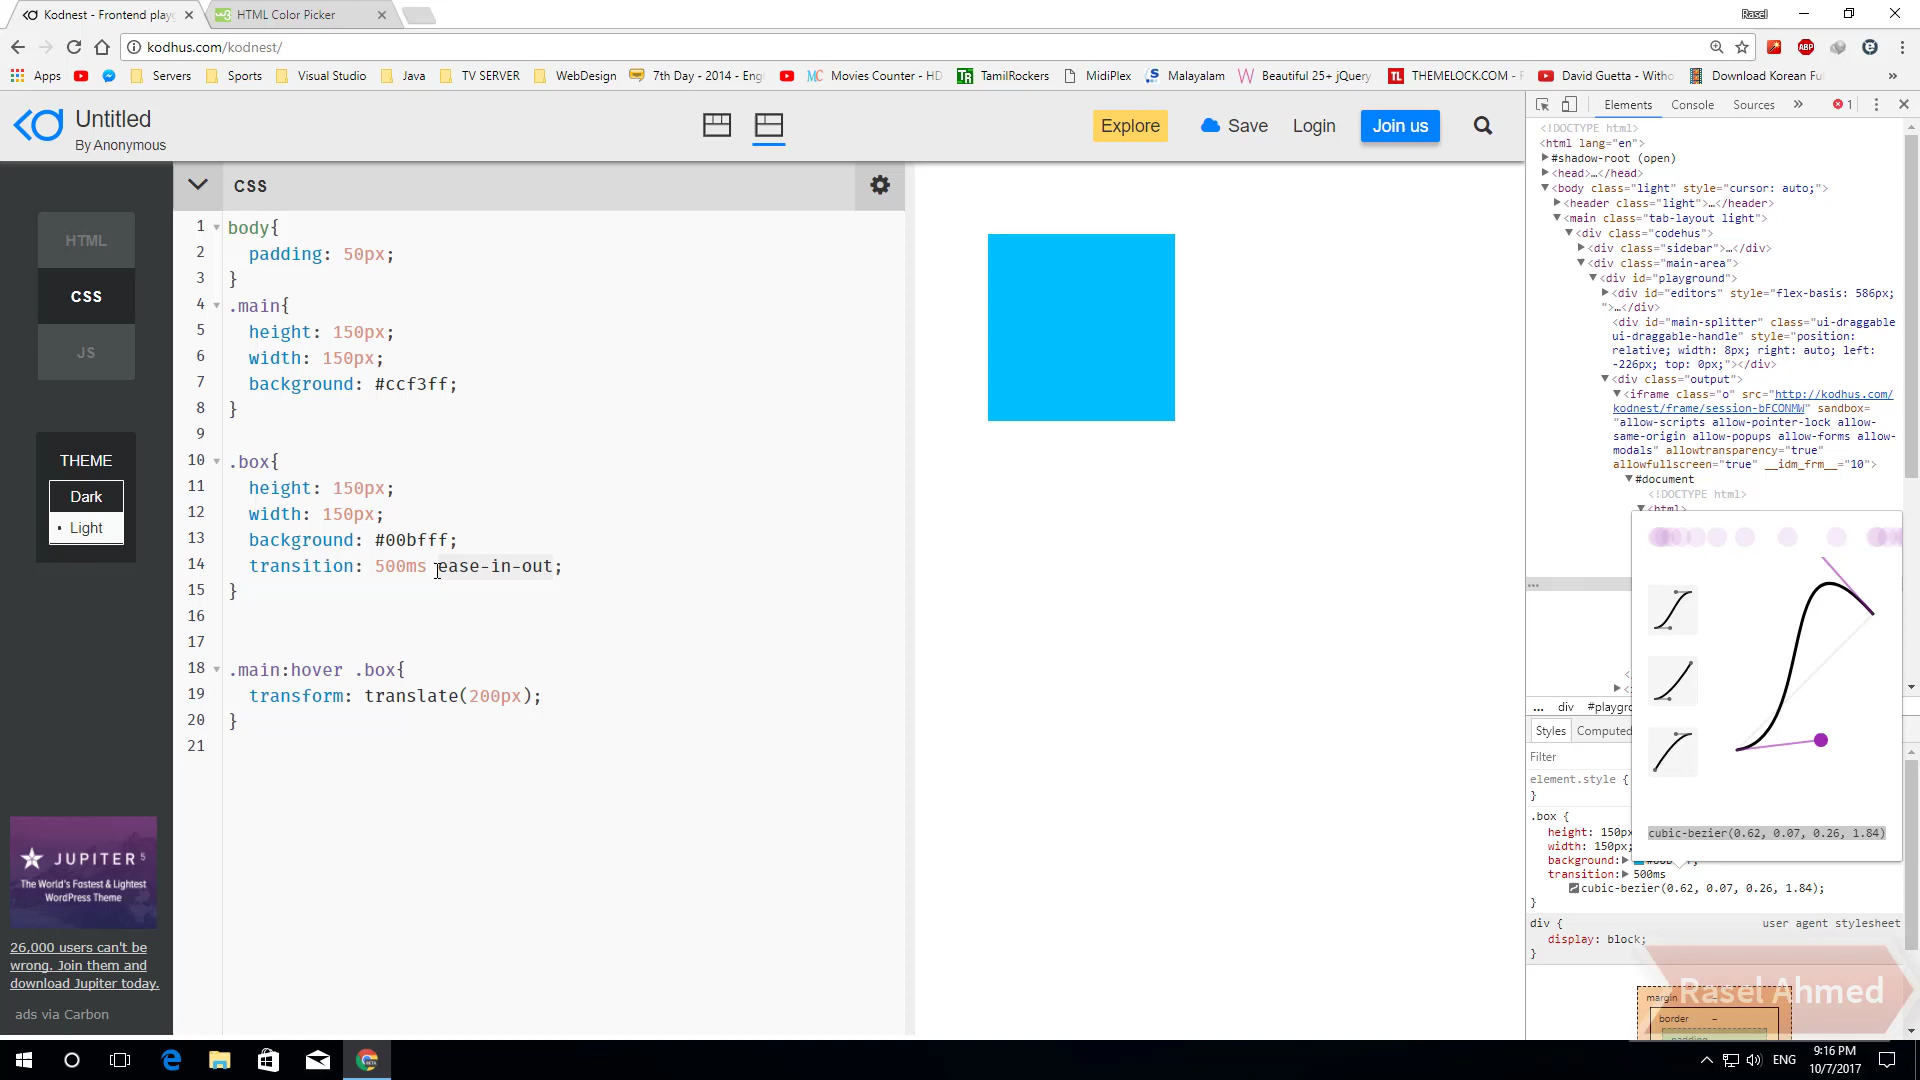 Kodnest - Frontend play
HTML Color Picker
Rasel
kodhus.com/kodnest/
Apps
Servers
Sports
Visual Studio
Java
TV SERVER
WebDesign
7th Day - 2014 - Eng
MC Movies Counter - HD
TR TamilRockers
MidiPlex
Malayalam
Beautiful 25+ jQuery
TL THEMELOCK.COM -
David Guetta - Witho
Download Korean Fu
Untitled
By Anonymous
Explore
Save
Login
Join us
Elements
Console
Sources
1
HTML
CSS
JS
THEME
Dark
• Light
JUPITER 5
The World's Fastest & Lightest
WordPress Theme
26,000 users can't be
wrong. Join them and
download Jupiter today.
ads via Carbon
CSS
1 body{
2 padding: 50px;
3 }
4 .main{
5 height: 150px;
6 width: 150px;
7 background: #ccf3ff;
8 }
9
10 .box{
11 height: 150px;
12 width: 150px;
13 background: #00bfff;
14 transition: 500ms ease-in-out;
15 }
16
17
18 .main:hover .box{
19 transform: translate(200px);
20 }
21
<!DOCTYPE html>
<html lang="en">
#shadow-root (open)
<head>…</head>
<body class="light" style="cursor: auto;">
<header class="light">…</header>
<main class="tab-layout light">
<div class="codehus">
<div class="sidebar">…</div>
<div class="main-area">
<div id="playground">
<div id="editors" style="flex-basis: 586px;
">…</div>
<div id="main-splitter" class="ui-draggable
ui-draggable-handle" style="position:
relative; width: 8px; right: auto; left:
-226px; top: 0px;"></div>
<div class="output">
<iframe class="o" src="http://kodhus.com/
kodnest/frame/session-bFCONMW" sandbox=
"allow-scripts allow-pointer-lock allow-
same-origin allow-popups allow-forms allow-
modals" allowtransparency="true"
allowfullscreen="true" __idm_frm__="10">
#document
<!DOCTYPE html>
<html>
...
... div #playgro
Styles
Computed
Filter
element.style {
}
cubic-bezier(0.62, 0.07, 0.26, 1.84)
.box {
height: 150px
width: 150px;
background:
transition: 500ms
cubic-bezier(0.62, 0.07, 0.26, 1.84);
}
div {
user agent stylesheet
display: block;
}
margin
border
Rasel Ahmed
ENG
9:16 PM
10/7/2017